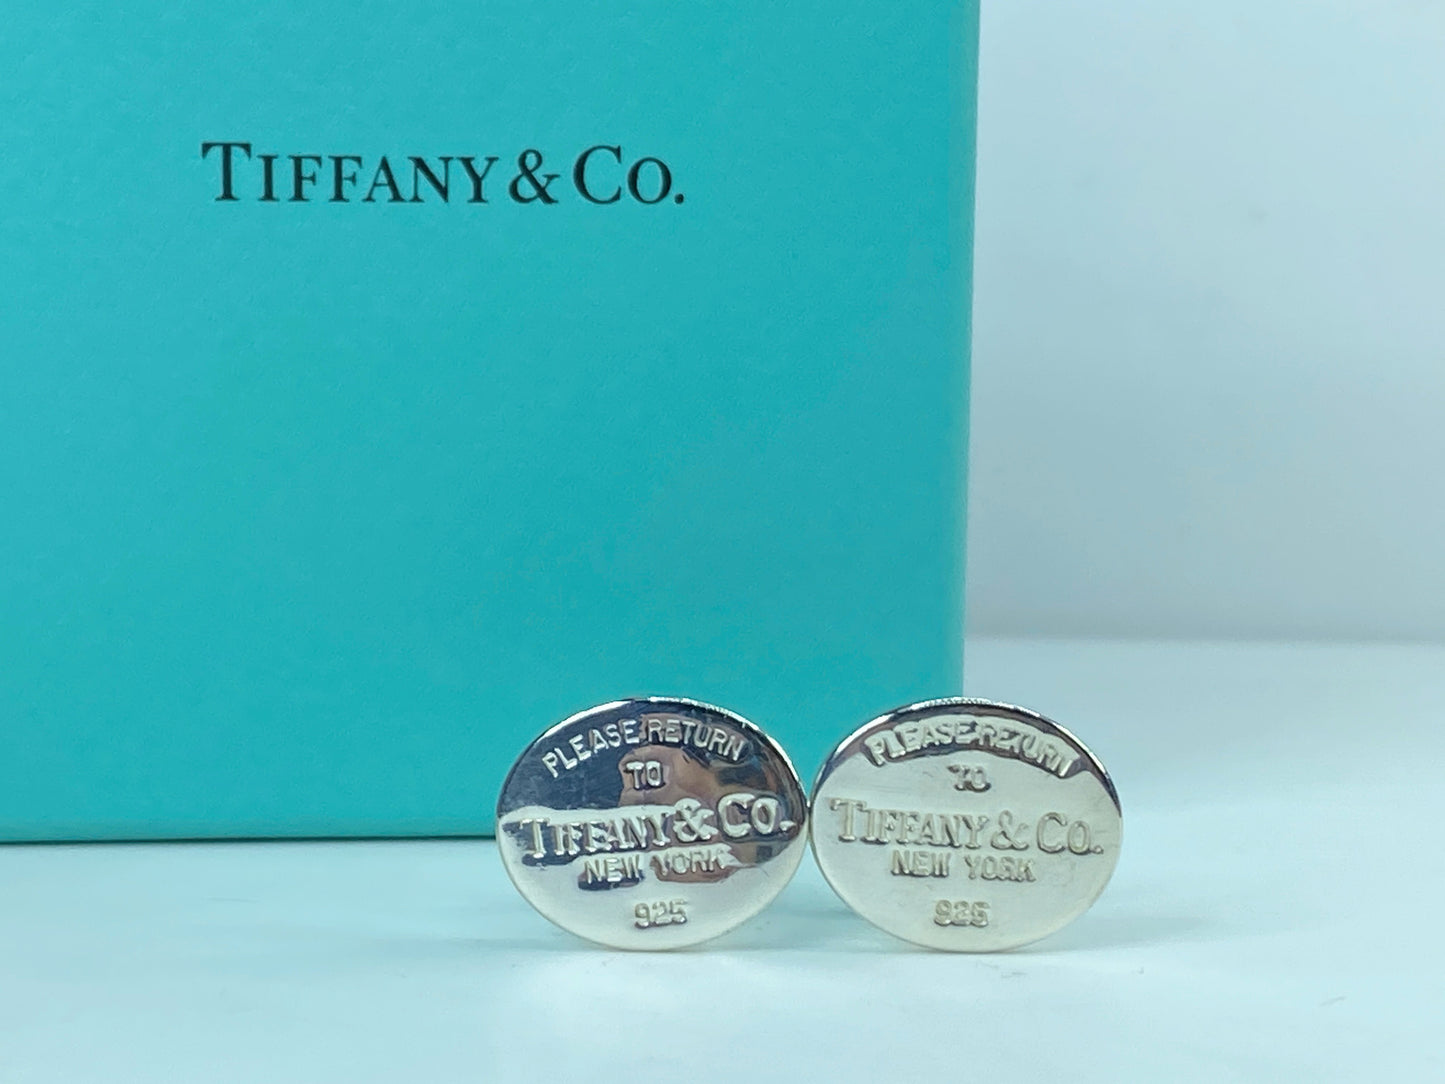 TIFFANY & CO.
PLEASE RETURN
TO
TIFFANY & CO.
NEW YORK
925
PLEASE RETURN
TO
TIFFANY & CO.
NEW YORK
925